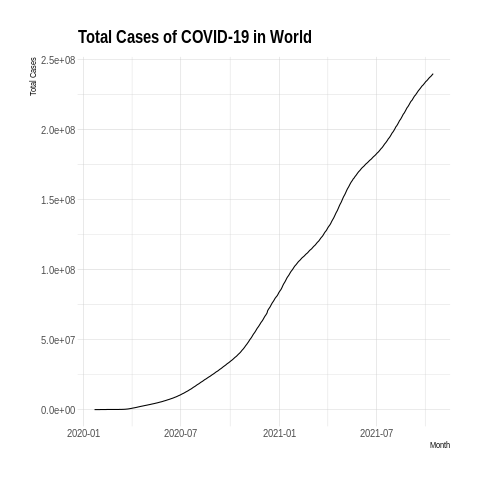 Total Cases of COVID-19 in World
Total Cases
2.5e+08
2.0e+08
1.5e+08
1.0e+08
5.0e+07
0.0e+00
2020-01 2020-07 2021-01 2021-07
Month